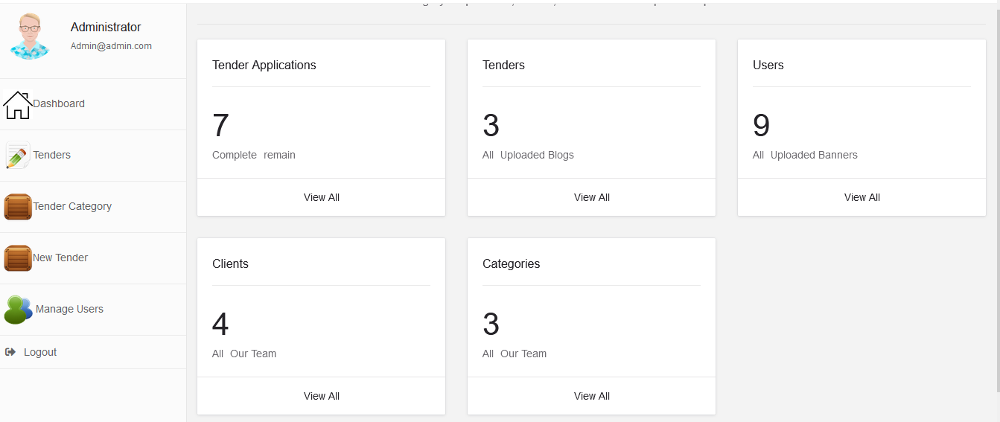 Administrator
Admin@admin.com
Dashboard
Tenders
Tender Category
New Tender
Manage Users
Logout
Tender Applications
7
Complete remain
View All
Tenders
3
All Uploaded Blogs
View All
Users
9
All Uploaded Banners
View All
Clients
4
All Our Team
View All
Categories
3
All Our Team
View All